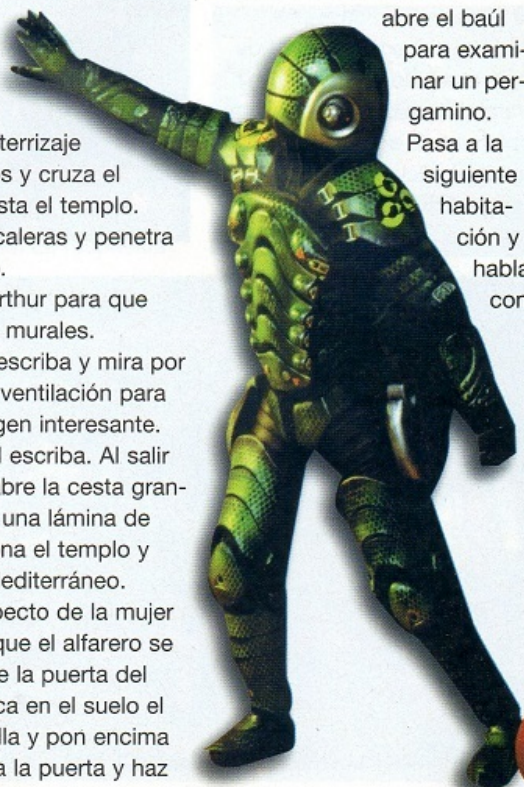 terrizaje
s y cruza el
sta el templo.
caleras y penetra
.
rthur para que
murales.
escriba y mira por
ventilación para
gen interesante.
l escriba. Al salir
bre la cesta gran-
una lámina de
na el templo y
editerráneo.
pecto de la mujer
que el alfarero se
e la puerta del
ca en el suelo el
lla y pon encima
a la puerta y haz
abre el baúl
para exami-
nar un per-
gamino.
Pasa a la
siguiente
habita-
ción y
habla
con